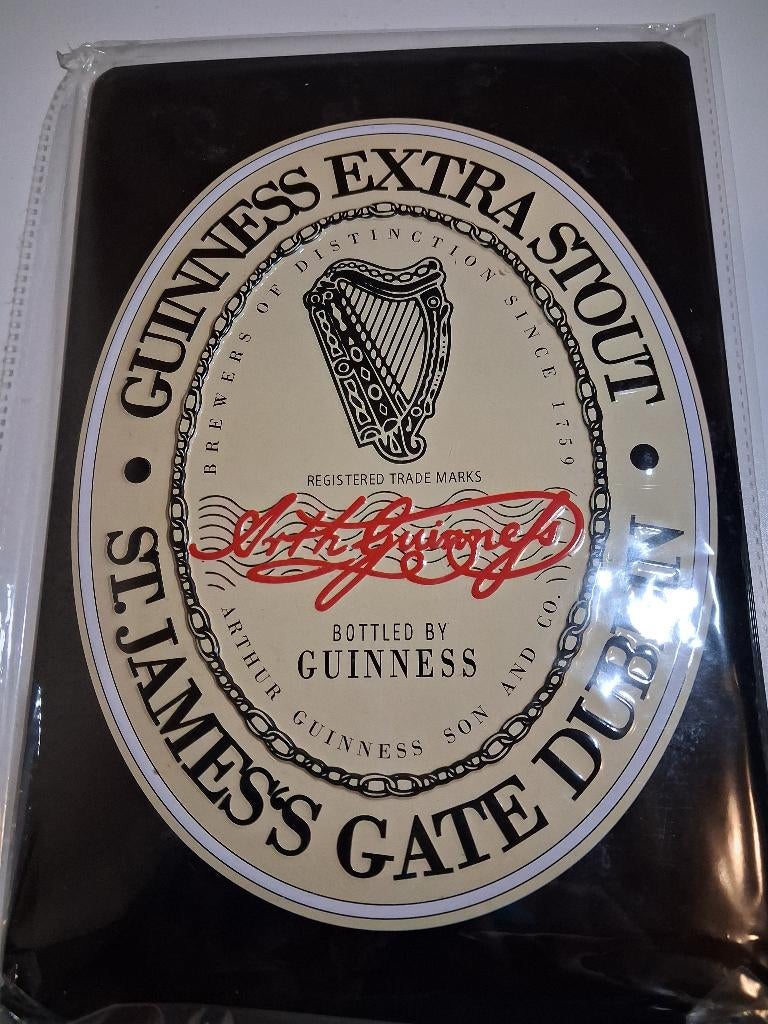 GUINNESS EXTRA STOUT
BREWERS OF DISTINCTION SINCE 1759
REGISTERED TRADE MARKS
Arth Guinness
BOTTLED BY
GUINNESS
ARTHUR GUINNESS SON AND CO.
ST. JAMES'S GATE DUBLIN